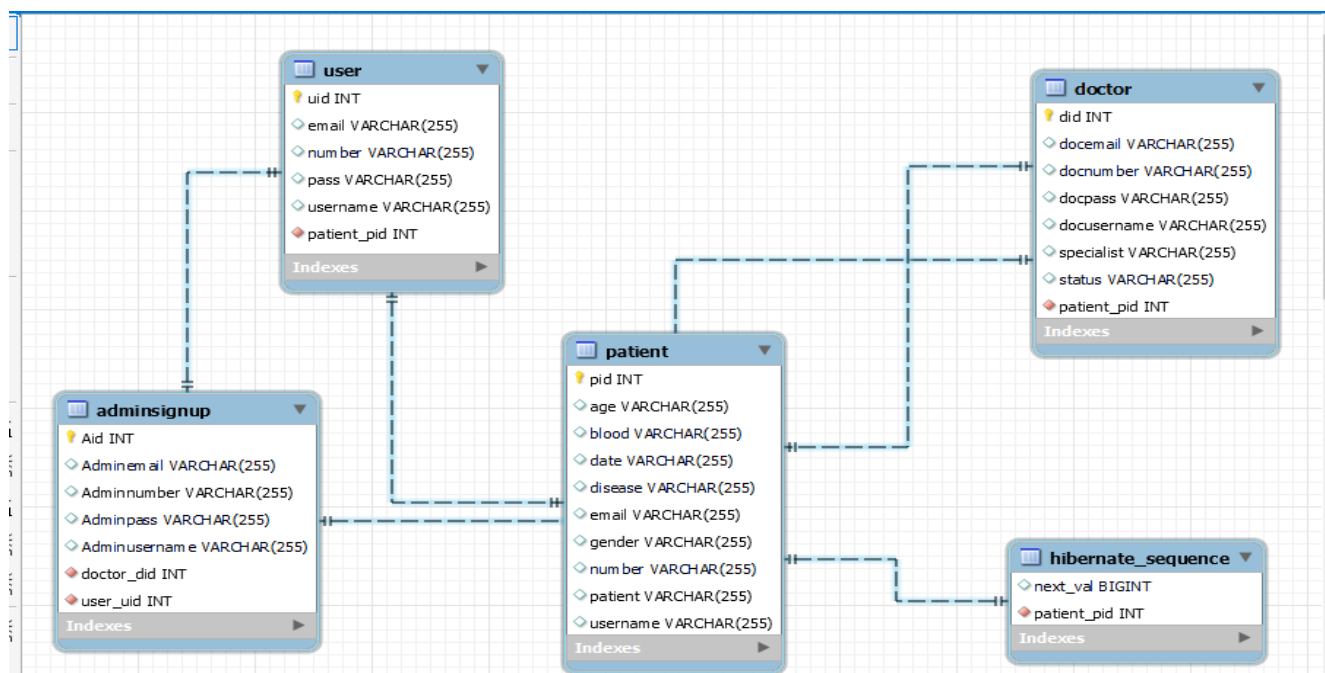 user
uid INT
email VARCHAR(255)
number VARCHAR(255)
pass VARCHAR(255)
username VARCHAR(255)
patient_pid INT
Indexes
doctor
did INT
docemail VARCHAR(255)
docnumber VARCHAR(255)
docpass VARCHAR(255)
docusername VARCHAR(255)
specialist VARCHAR(255)
status VARCHAR(255)
patient_pid INT
Indexes
adminsignup
Aid INT
Adminemail VARCHAR(255)
Adminnumber VARCHAR(255)
Adminpass VARCHAR(255)
Adminusername VARCHAR(255)
doctor_did INT
user_uid INT
Indexes
patient
pid INT
age VARCHAR(255)
blood VARCHAR(255)
date VARCHAR(255)
disease VARCHAR(255)
email VARCHAR(255)
gender VARCHAR(255)
number VARCHAR(255)
patient VARCHAR(255)
username VARCHAR(255)
Indexes
hibernate_sequence
next_val BIGINT
patient_pid INT
Indexes